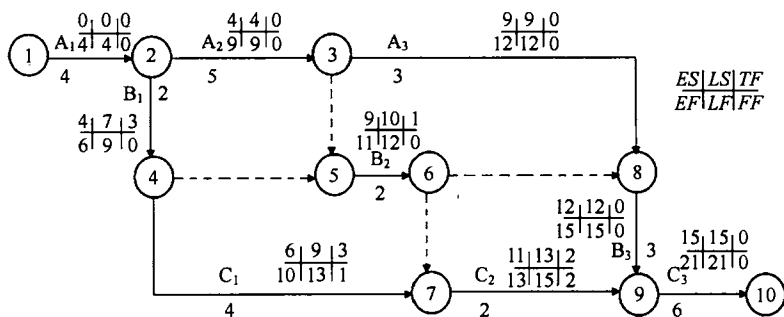 0 0 0
4 4 0
A₁
4
4 4 0
9 9 0
A₂
5
9 9 0
12 12 0
A₃
3
1
2
3
ES LS TF
EF LF FF
B₁
2
4 7 3
6 9 0
9 10 1
11 12 0
B₂
2
4
5
6
8
12 12 0
15 15 0
B₃
3
6 9 3
10 13 1
C₁
4
11 13 2
13 15 2
C₂
2
15 15 0
21 21 0
C₃
6
7
9
10